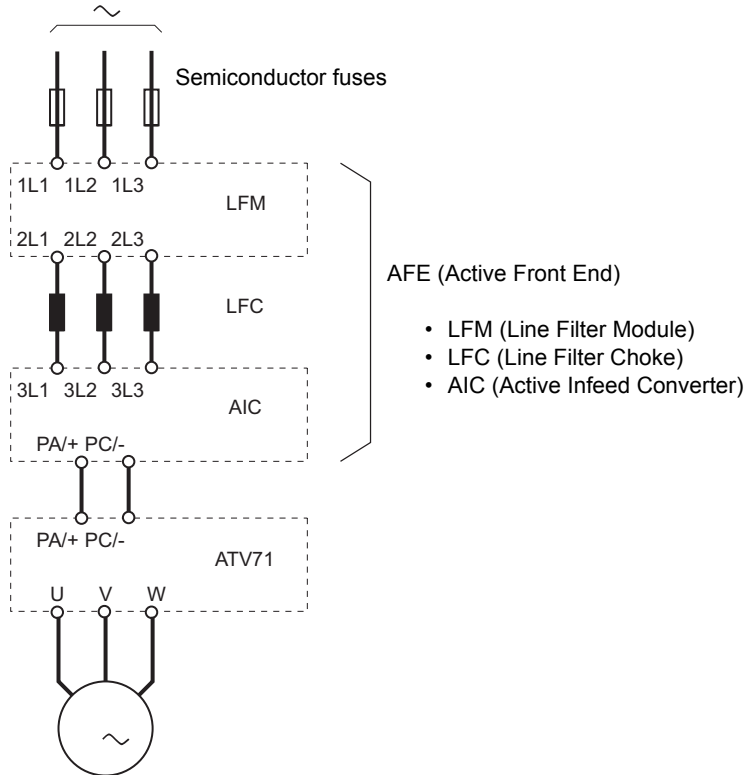 Semiconductor fuses
1L1 1L2 1L3
LFM
2L1 2L2 2L3
LFC
3L1 3L2 3L3
AIC
PA/+ PC/-
AFE (Active Front End)
• LFM (Line Filter Module)
• LFC (Line Filter Choke)
• AIC (Active Infeed Converter)
PA/+ PC/-
ATV71
U V W